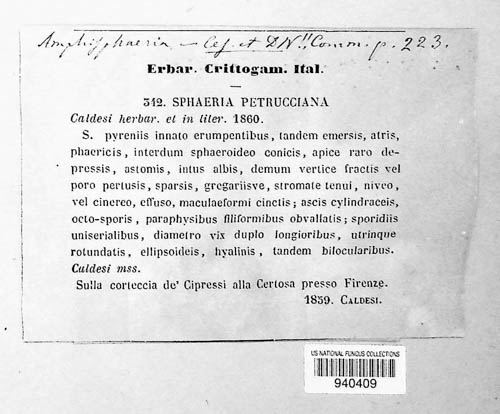 Amphisphaeria — Ces. et DN!! Comm. p. 223.
Erbar. Crittogam. Ital.
312. SPHAERIA PETRUCCIANA
Caldesi herbar. et in liter. 1860.
S. pyreniis innato erumpentibus, tandem emersis, atris,
phaericis, interdum sphaeroideo conicis, apice raro de-
pressis, astomis, intus albis, demum vertice fractis vel
poro pertusis, sparsis, gregariisve, stromate tenui, niveo,
vel cinereo, effuso, maculaeformi cinctis; ascis cylindraceis,
octo-sporis, paraphysibus filiformibus obvallatis; sporidiis
uniserialibus, diametro vix duplo longioribus, utrinque
rotundatis, ellipsoideis, hyalinis, tandem bilocularibus.
Caldesi mss.
Sulla corteccia de' Cipressi alla Certosa presso Firenze.
1859. CALDESI.
US NATIONAL FUNGUS COLLECTIONS
940409